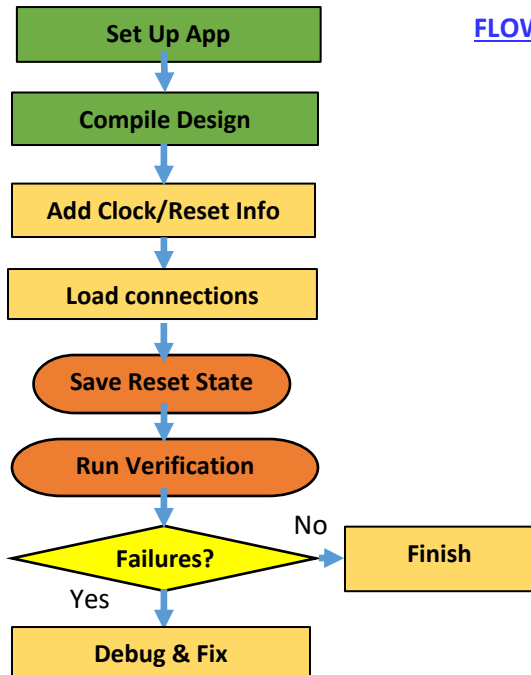 Set Up App
FLOW
Compile Design
Add Clock/Reset Info
Load connections
Save Reset State
Run Verification
Failures?
No
Finish
Yes
Debug & Fix